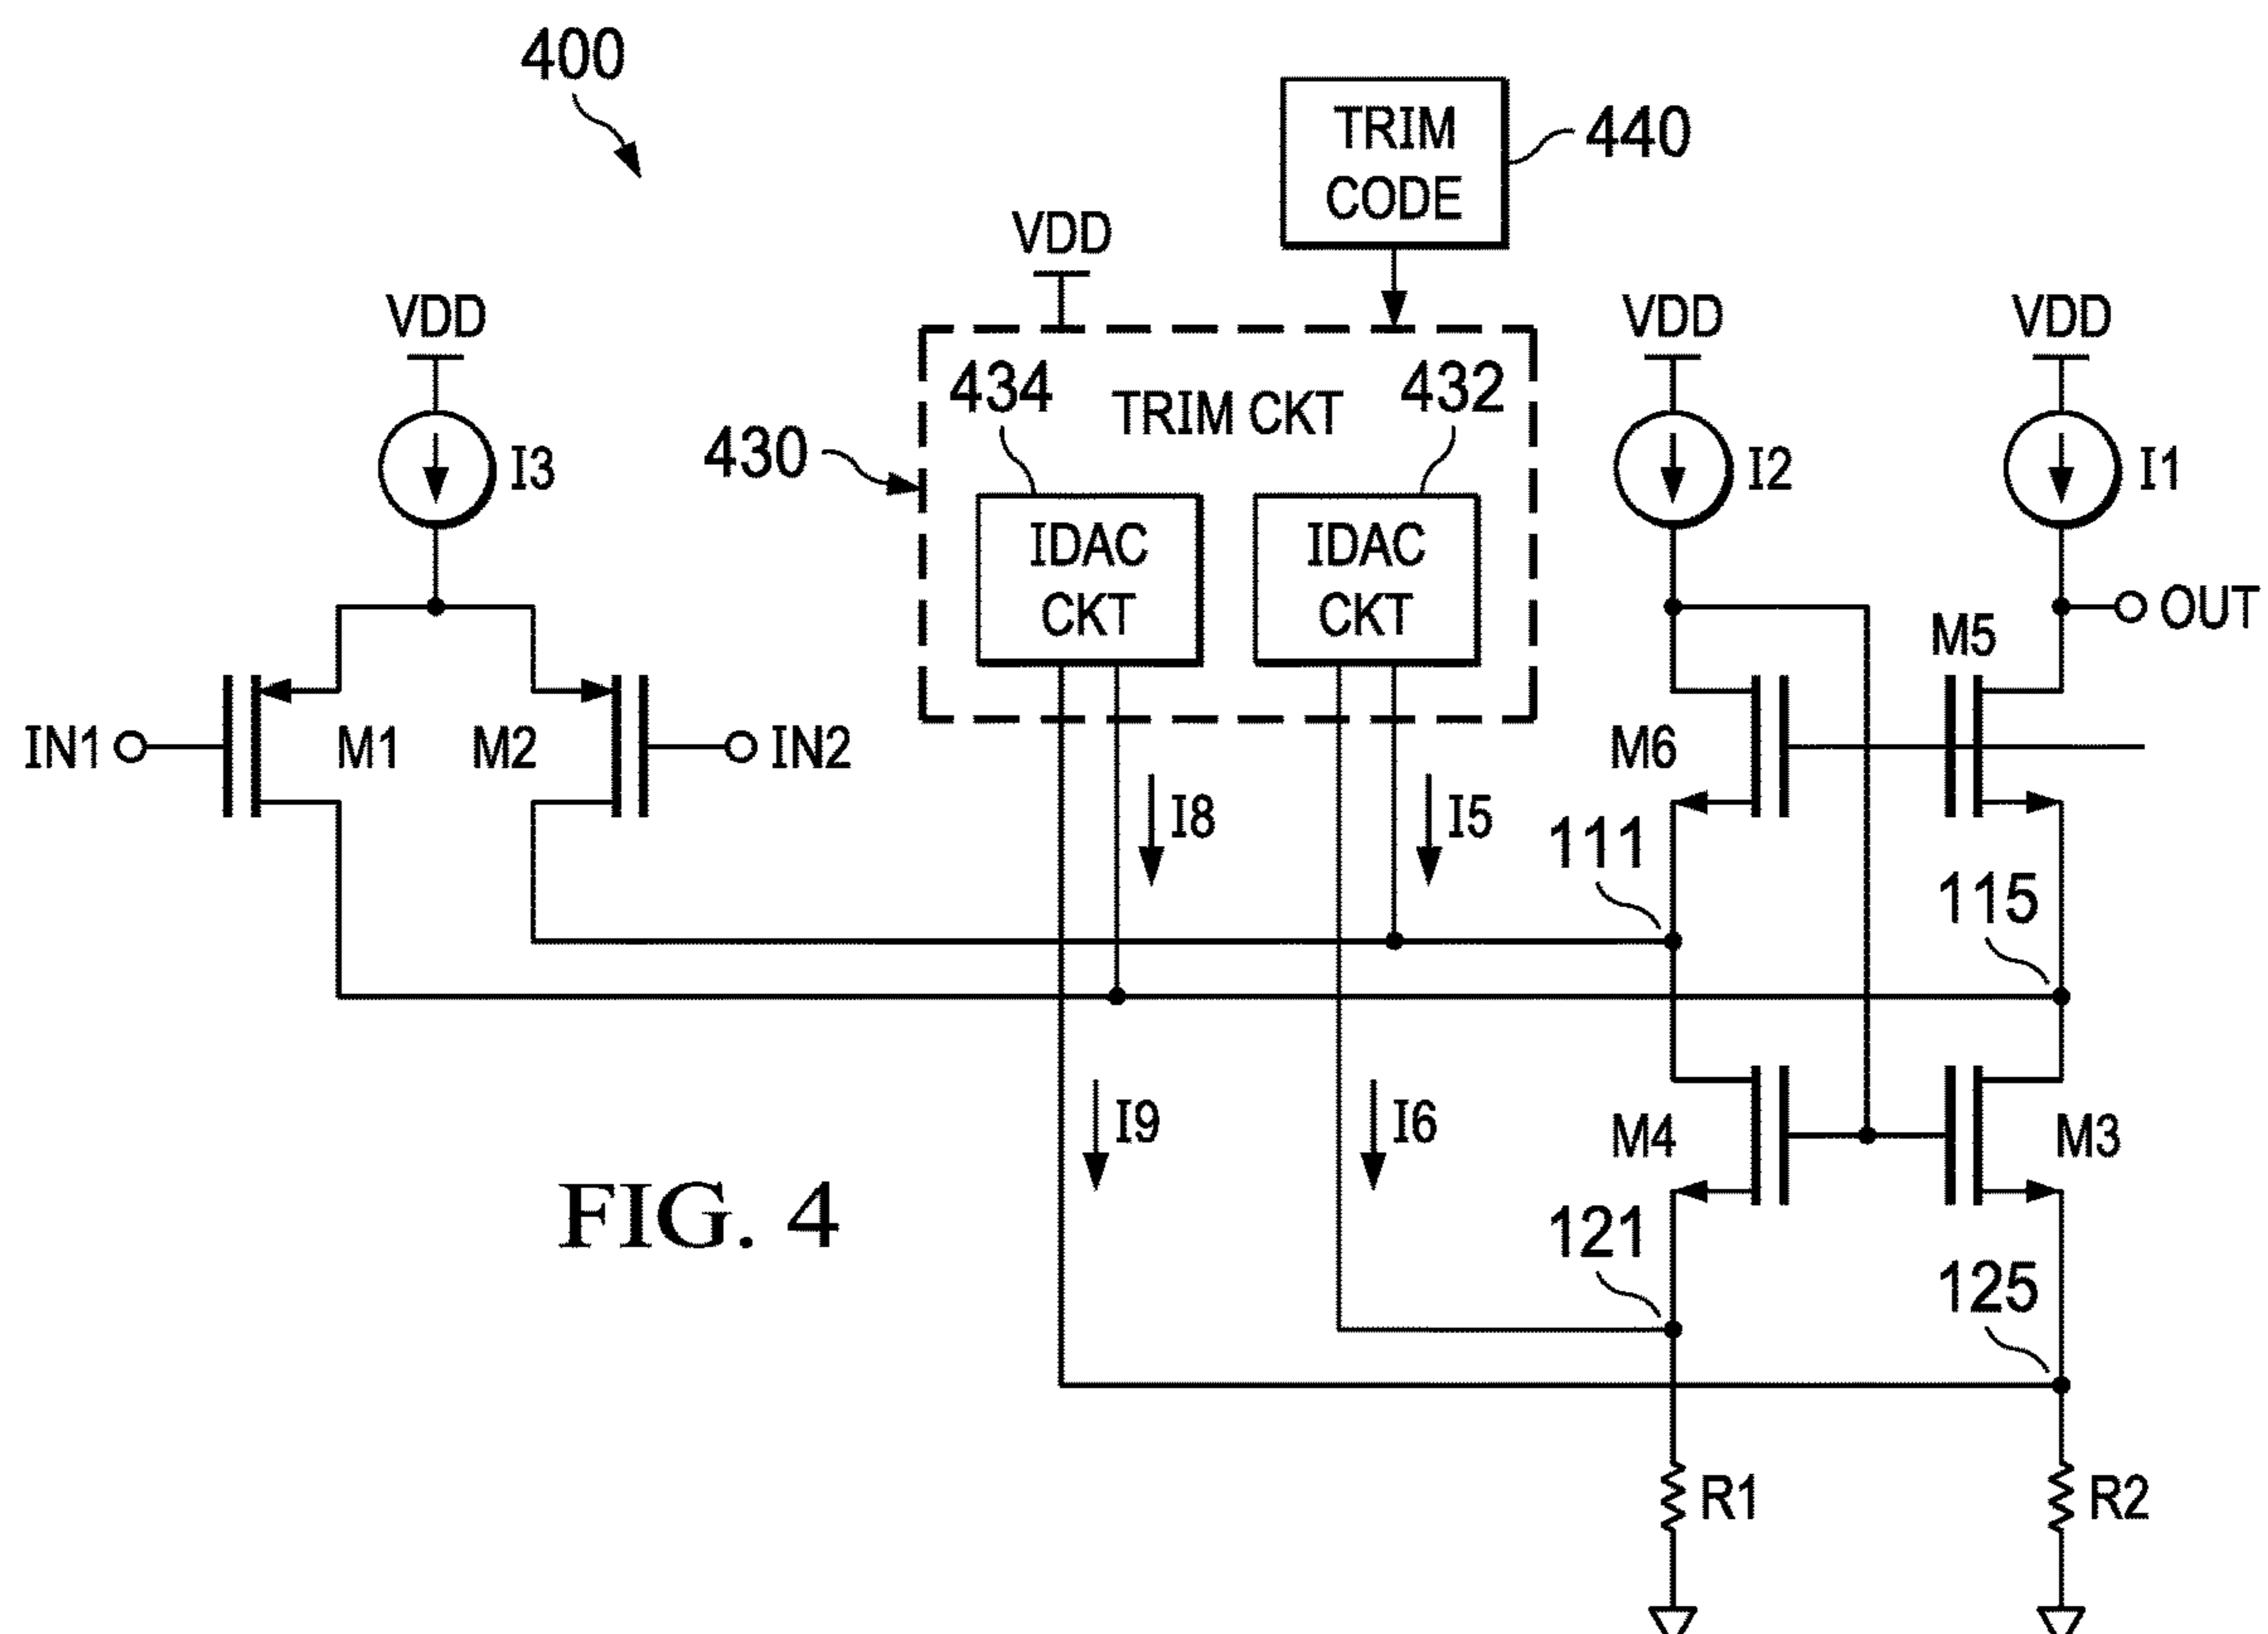 400
TRIM
CODE
440
VDD
VDD
VDD
VDD
434
TRIM CKT
432
430
I3
I2
I1
IDAC
CKT
IDAC
CKT
OUT
M5
IN1
M1
M2
IN2
M6
I8
I5
111
115
I9
I6
M4
M3
FIG. 4
121
125
R1
R2